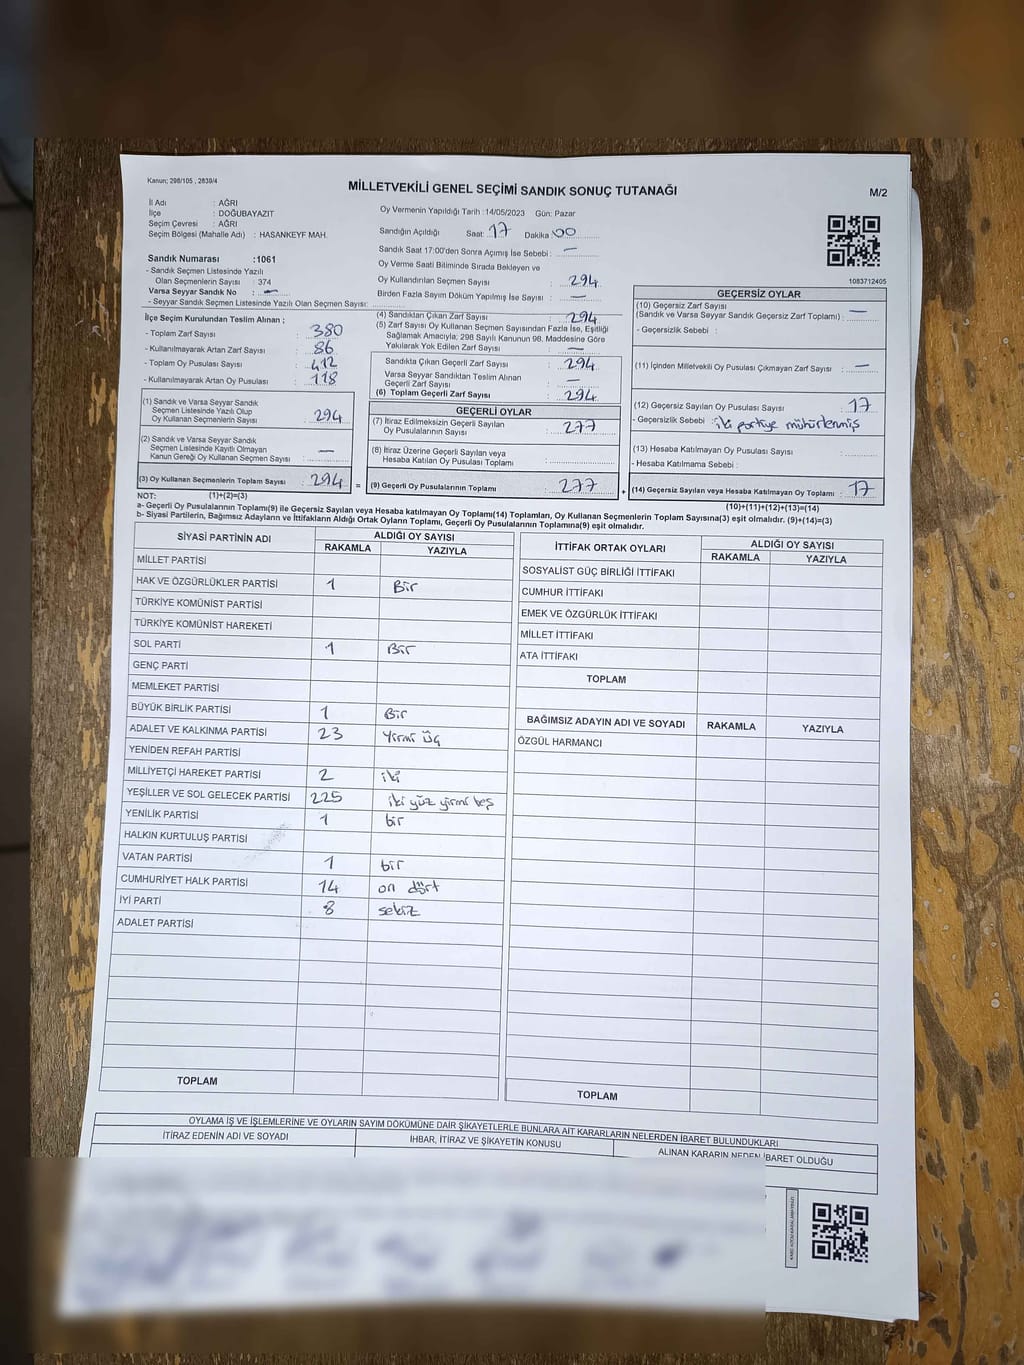 Kanun; 298/105 , 2839/4
MİLLETVEKİLİ GENEL SEÇİMİ SANDIK SONUÇ TUTANAĞI
M/2
İl Adı : AĞRI
İlçe : DOĞUBAYAZIT
Seçim Çevresi : AĞRI
Seçim Bölgesi (Mahalle Adı) : HASANKEYF MAH.
Oy Vermenin Yapıldığı Tarih :14/05/2023 Gün: Pazar
Sandığın Açıldığı Saat: 17 Dakika: 00
Sandık Saat 17:00'den Sonra Açımış İse Sebebi : —
Oy Verme Saati Bitiminde Sırada Bekleyen ve
Oy Kullandırılan Seçmen Sayısı : 294
Birden Fazla Sayım Döküm Yapılmış İse Sayısı : —
1083712405
Sandık Numarası :1061
- Sandık Seçmen Listesinde Yazılı
Olan Seçmenlerin Sayısı : 374
Varsa Seyyar Sandık No : —
- Seyyar Sandık Seçmen Listesinde Yazılı Olan Seçmen Sayısı:
İlçe Seçim Kurulundan Teslim Alınan ;
- Toplam Zarf Sayısı : 380
- Kullanılmayarak Artan Zarf Sayısı : 86
- Toplam Oy Pusulası : 412
- Kullanılmayarak Artan Oy Pusulası : 118
(1) Sandık ve Varsa Seyyar Sandık
Seçmen Listesinde Yazılı Olup
Oy Kullanan Seçmenlerin Sayısı : 294
(2) Sandık ve Varsa Seyyar Sandık
Seçmen Listesinde Kayıtlı Olmayan
Kanun Gereği Oy Kullanan Seçmen Sayısı : —
(3) Oy Kullanan Seçmenlerin Toplam Sayısı : 294
(4) Sandıktan Çıkan Zarf Sayısı : 294
(5) Zarf Sayısı Oy Kullanan Seçmen Sayısından Fazla İse, Eşitliği
Sağlamak Amacıyla; 298 Sayılı Kanunun 98. Maddesine Göre
Yakılarak Yok Edilen Zarf Sayısı : —
Sandıkta Çıkan Geçerli Zarf Sayısı : 294
Varsa Seyyar Sandıktan Teslim Alınan
Geçerli Zarf Sayısı : —
(6) Toplam Geçerli Zarf Sayısı : 294
GEÇERLİ OYLAR
(7) İtiraz Edilmeksizin Geçerli Sayılan
Oy Pusulalarının Sayısı : 277
(8) İtiraz Üzerine Geçerli Sayılan veya
Hesaba Katılan Oy Pusulası Toplamı :
= (9) Geçerli Oy Pusulalarının Toplamı : 277 +
GEÇERSİZ OYLAR
(10) Geçersiz Zarf Sayısı
(Sandık ve Varsa Seyyar Sandık Geçersiz Zarf Toplamı) : —
- Geçersizlik Sebebi :
(11) İçinden Milletvekili Oy Pusulası Çıkmayan Zarf Sayısı : —
(12) Geçersiz Sayılan Oy Pusulası Sayısı : 17
- Geçersizlik Sebebi : iki partiye mühürlenmiş
(13) Hesaba Katılmayan Oy Pusulası Sayısı :
- Hesaba Katılmama Sebebi :
(14) Geçersiz Sayılan veya Hesaba Katılmayan Oy Toplamı : 17
NOT: (1)+(2)=(3)
(10)+(11)+(12)+(13)=(14)
a- Geçerli Oy Pusulaları Toplamı(9) ile Geçersiz Sayılan veya Hesaba Katılmayan Oy Toplamı(14) Toplamları, Oy Kullanan Seçmenlerin Toplam Sayısına(3) eşit olmalıdır. (9)+(14)=(3)
b- Siyasi Partilerin, Bağımsız Adayların ve İttifakların Aldığı Ortak Oyların Toplamı, Geçerli Oy Pusulalarının Toplamına(9) eşit olmalıdır.
SİYASİ PARTİNİN ADI ALDIĞI OY SAYISI
RAKAMLA YAZIYLA
MİLLET PARTİSİ
HAK VE ÖZGÜRLÜKLER PARTİSİ 1 Bir
TÜRKİYE KOMÜNİST PARTİSİ
TÜRKİYE KOMÜNİST HAREKETİ
SOL PARTİ 1 Bir
GENÇ PARTİ
MEMLEKET PARTİSİ
BÜYÜK BİRLİK PARTİSİ 1 Bir
ADALET VE KALKINMA PARTİSİ 23 Yirmi Üç
YENİDEN REFAH PARTİSİ
MİLLİYETÇİ HAREKET PARTİSİ 2 iki
YEŞİLLER VE SOL GELECEK PARTİSİ 225 iki yüz yirmi beş
YENİLİK PARTİSİ 1 bir
HALKIN KURTULUŞ PARTİSİ
VATAN PARTİSİ 1 bir
CUMHURİYET HALK PARTİSİ 14 on dört
İYİ PARTİ 8 sekiz
ADALET PARTİSİ
TOPLAM
İTTİFAK ORTAK OYLARI ALDIĞI OY SAYISI
RAKAMLA YAZIYLA
SOSYALİST GÜÇ BİRLİĞİ İTTİFAKI
CUMHUR İTTİFAKI
EMEK VE ÖZGÜRLÜK İTTİFAKI
MİLLET İTTİFAKI
ATA İTTİFAKI
TOPLAM
BAĞIMSIZ ADAYIN ADI VE SOYADI RAKAMLA YAZIYLA
ÖZGÜL HARMANCI
TOPLAM
OYLAMA İŞ VE İŞLEMLERİNE VE OYLARIN SAYIM DÖKÜMÜNE DAİR ŞİKAYETLERLE BUNLARA AİT KARARLARIN NELERDEN İBARET BULUNDUKLARI
İTİRAZ EDENİN ADI VE SOYADI İHBAR, İTİRAZ VE ŞİKAYETİN KONUSU ALINAN KARARIN NEDEN İBARET OLDUĞU